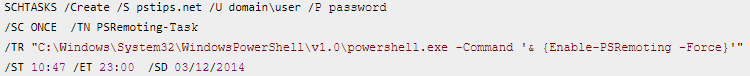 SCHTASKS /Create /S pstips.net /U domain\user /P password
/SC ONCE /TN PSRemoting-Task
/TR "C:\Windows\System32\WindowsPowerShell\v1.0\powershell.exe -Command '& {Enable-PSRemoting -Force}'"
/ST 10:47 /ET 23:00 /SD 03/12/2014